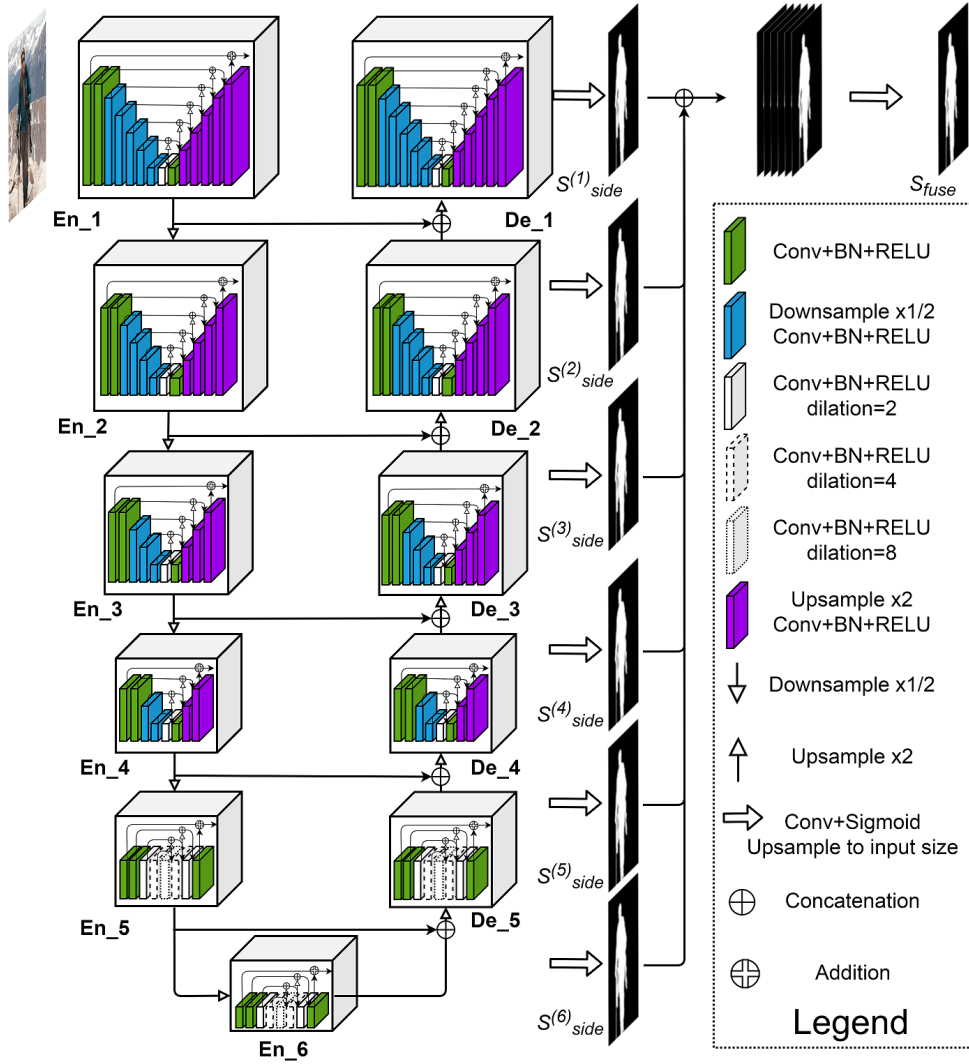 En_1
De_1
S(1)side
Sfuse
En_2
De_2
S(2)side
En_3
De_3
S(3)side
En_4
De_4
S(4)side
En_5
De_5
S(5)side
En_6
S(6)side
Conv+BN+RELU
Downsample x1/2
Conv+BN+RELU
Conv+BN+RELU
dilation=2
Conv+BN+RELU
dilation=4
Conv+BN+RELU
dilation=8
Upsample x2
Conv+BN+RELU
Downsample x1/2
Upsample x2
Conv+Sigmoid
Upsample to input size
Concatenation
Addition
Legend